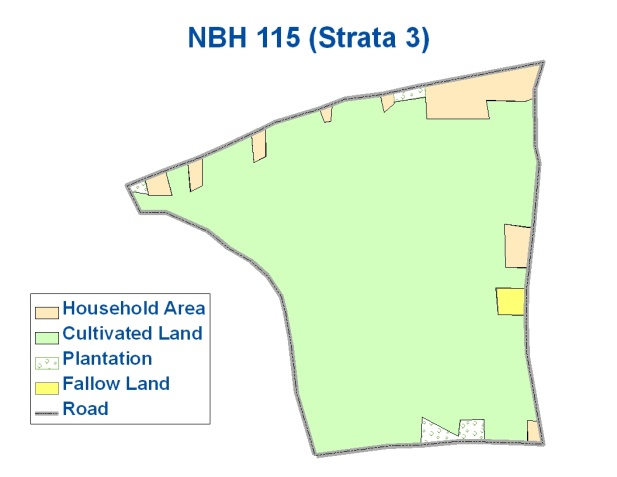 NBH 115 (Strata 3)
Household Area
Cultivated Land
Plantation
Fallow Land
Road